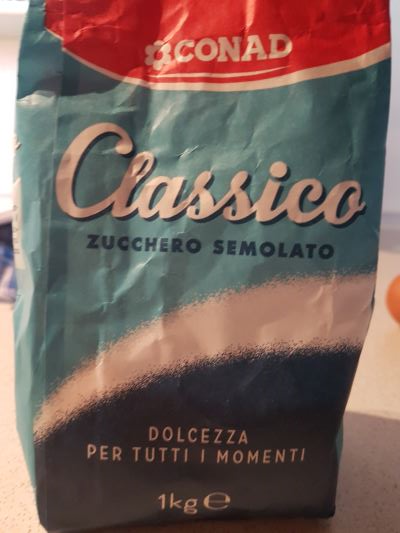 CONAD
Classico
ZUCCHERO SEMOLATO
DOLCEZZA
PER TUTTI I MOMENTI
1kg ℮